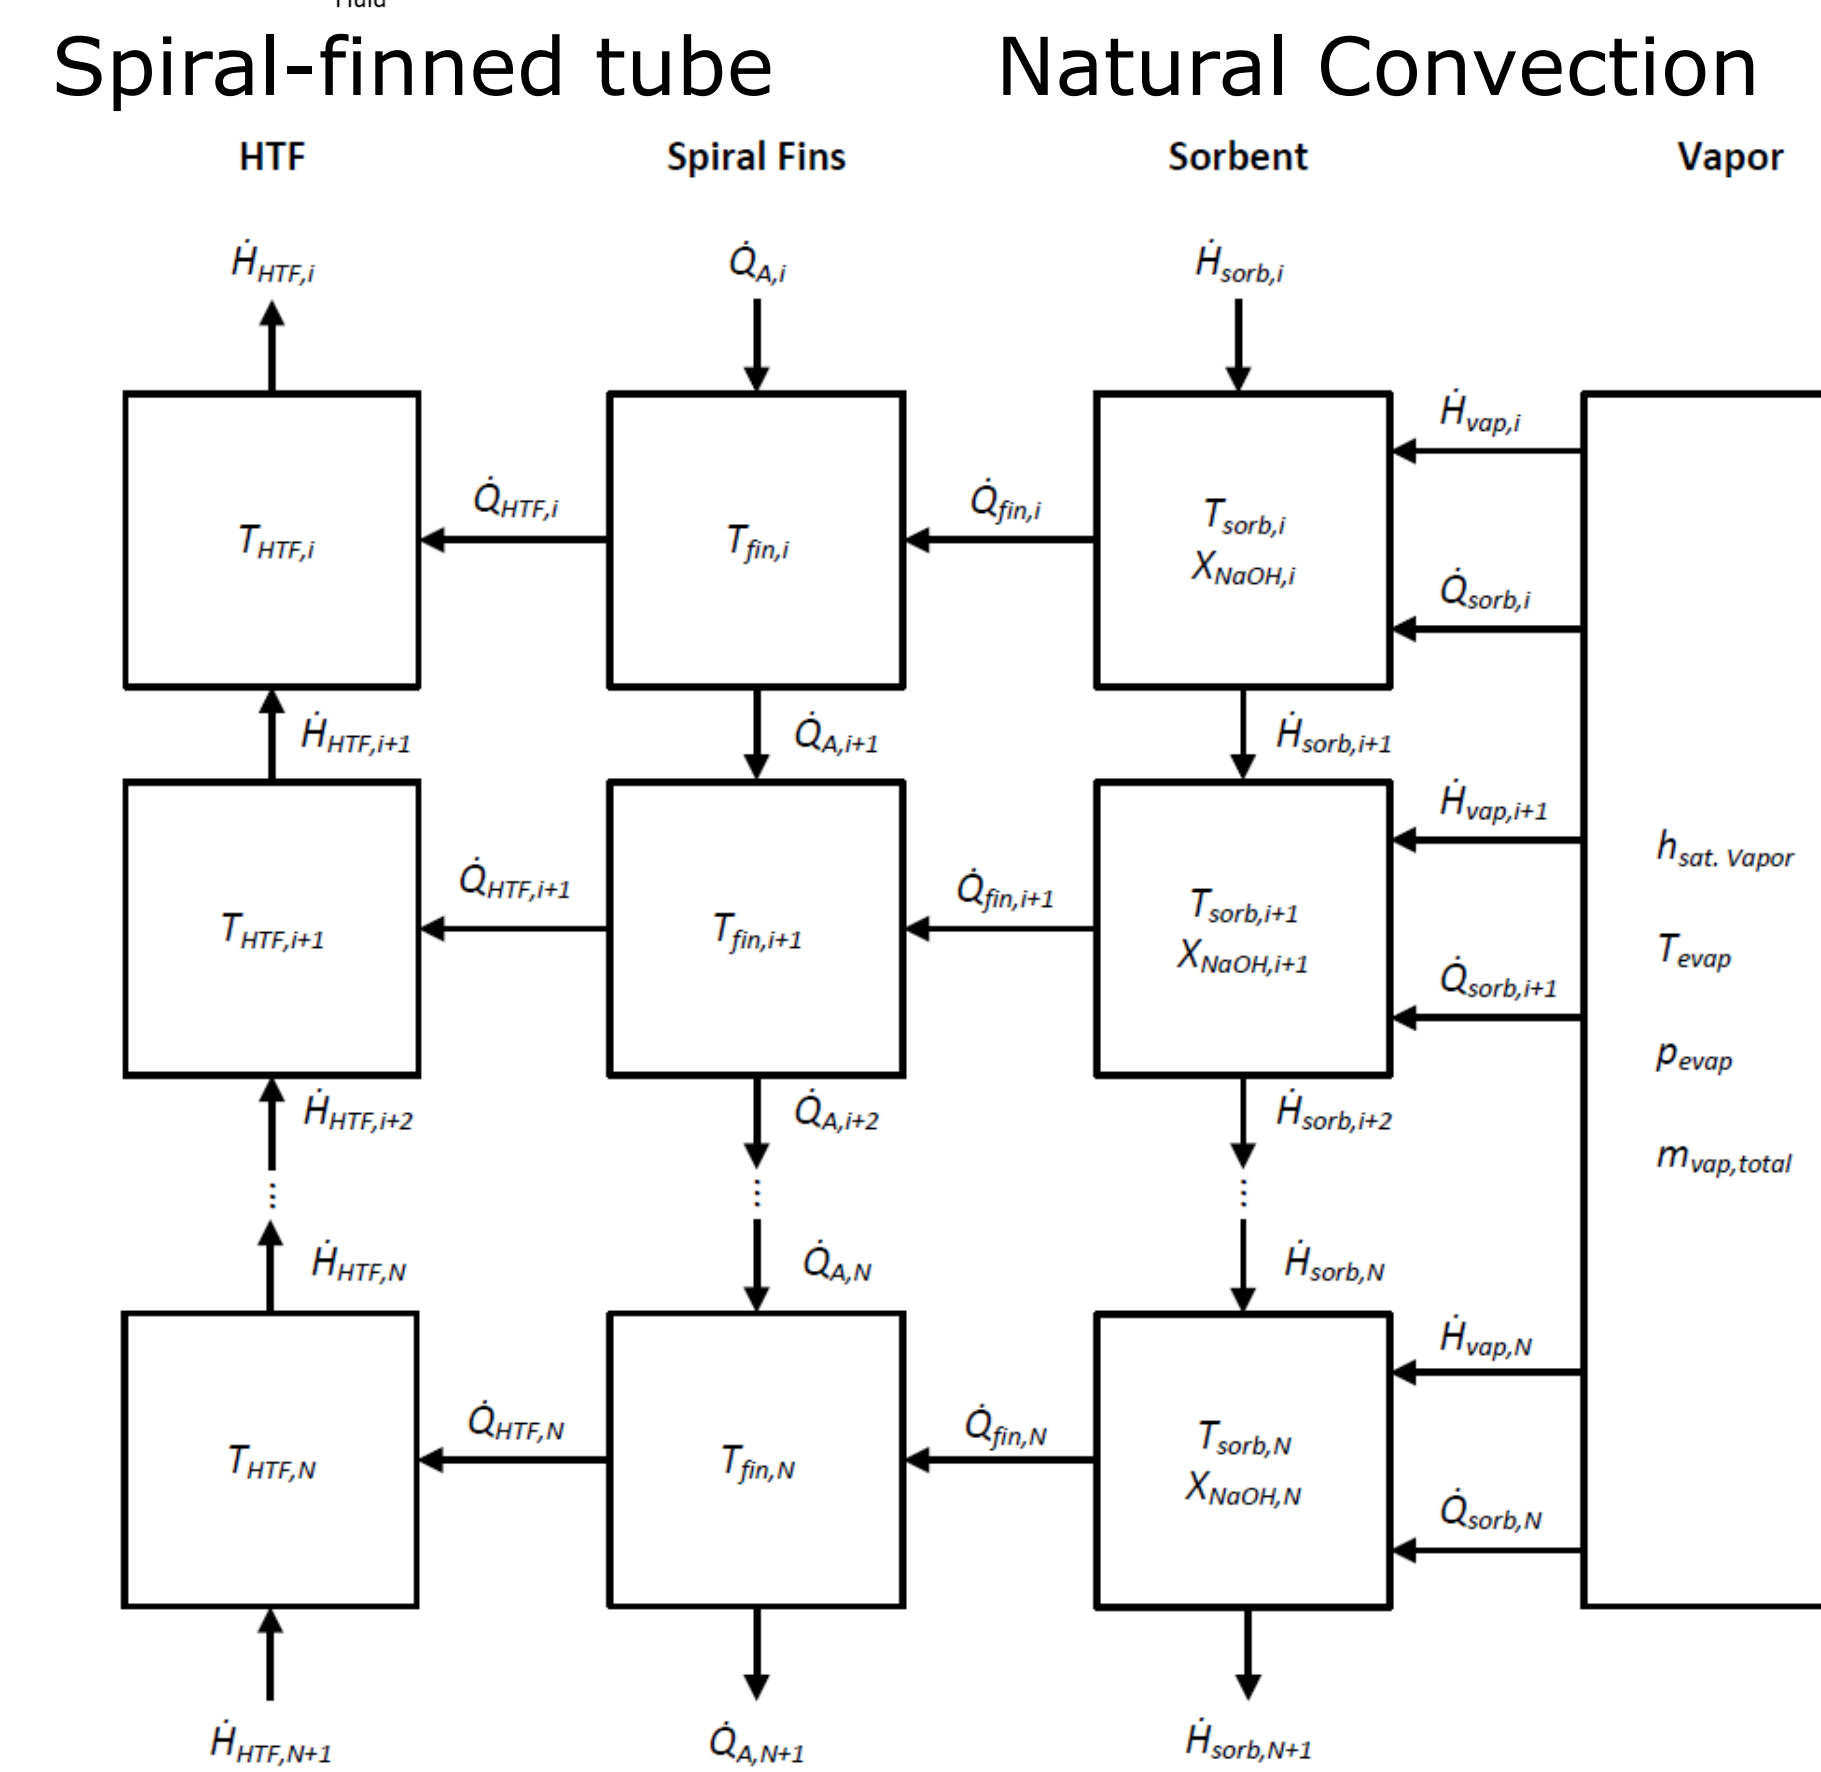 Fluid
Spiral-finned tube Natural Convection
HTF Spiral Fins Sorbent Vapor
Ḣ_HTF,i Q̇_A,i Ḣ_sorb,i
Ḣ_vap,i
Q̇_HTF,i Q̇_fin,i
T_HTF,i T_fin,i T_sorb,i
X_NaOH,i
Q̇_sorb,i
Ḣ_HTF,i+1 Q̇_A,i+1 Ḣ_sorb,i+1
Ḣ_vap,i+1
h_sat. Vapor
Q̇_HTF,i+1 Q̇_fin,i+1
T_HTF,i+1 T_fin,i+1 T_sorb,i+1
X_NaOH,i+1
T_evap
Q̇_sorb,i+1
p_evap
Ḣ_HTF,i+2 Q̇_A,i+2 Ḣ_sorb,i+2
m_vap,total
... ... ...
Ḣ_HTF,N Q̇_A,N Ḣ_sorb,N
Ḣ_vap,N
Q̇_HTF,N Q̇_fin,N
T_HTF,N T_fin,N T_sorb,N
X_NaOH,N
Q̇_sorb,N
Ḣ_HTF,N+1 Q̇_A,N+1 Ḣ_sorb,N+1